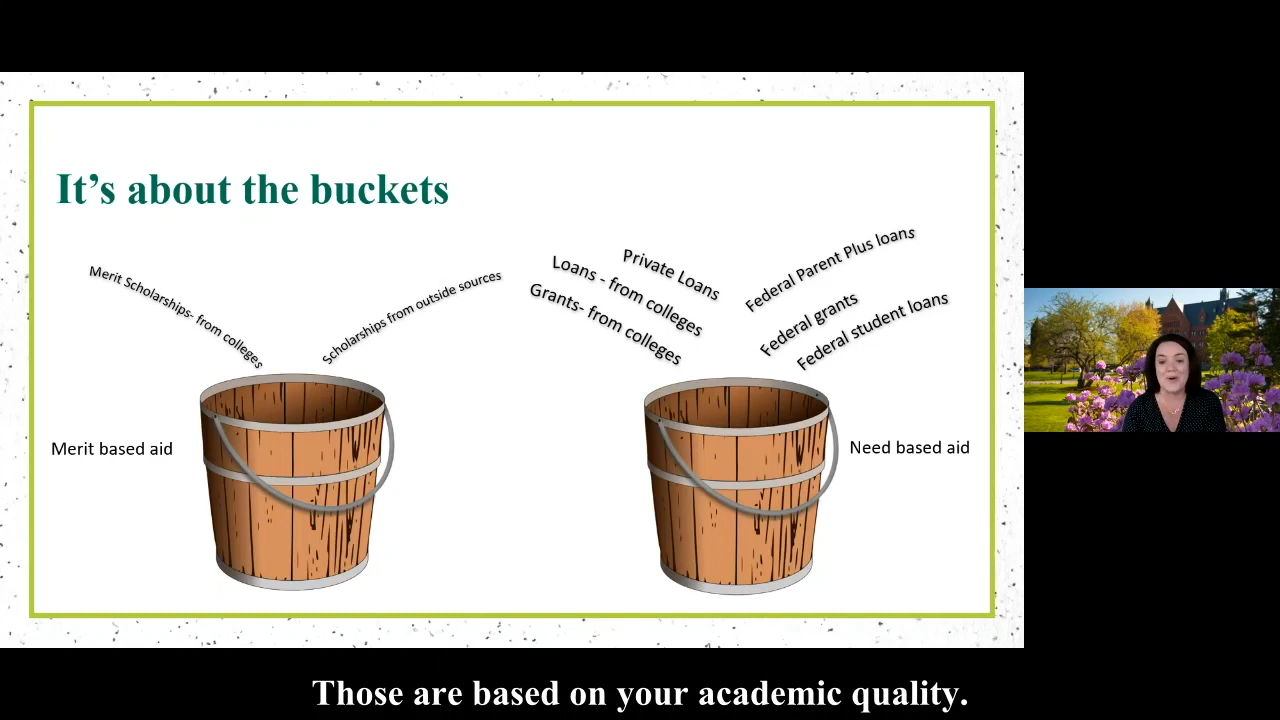 It's about the buckets
Merit Scholarships- from colleges
Scholarships from outside sources
Private Loans
Loans - from colleges
Grants- from colleges
Federal Parent Plus loans
Federal grants
Federal student loans
Merit based aid
Need based aid
Those are based on your academic quality.